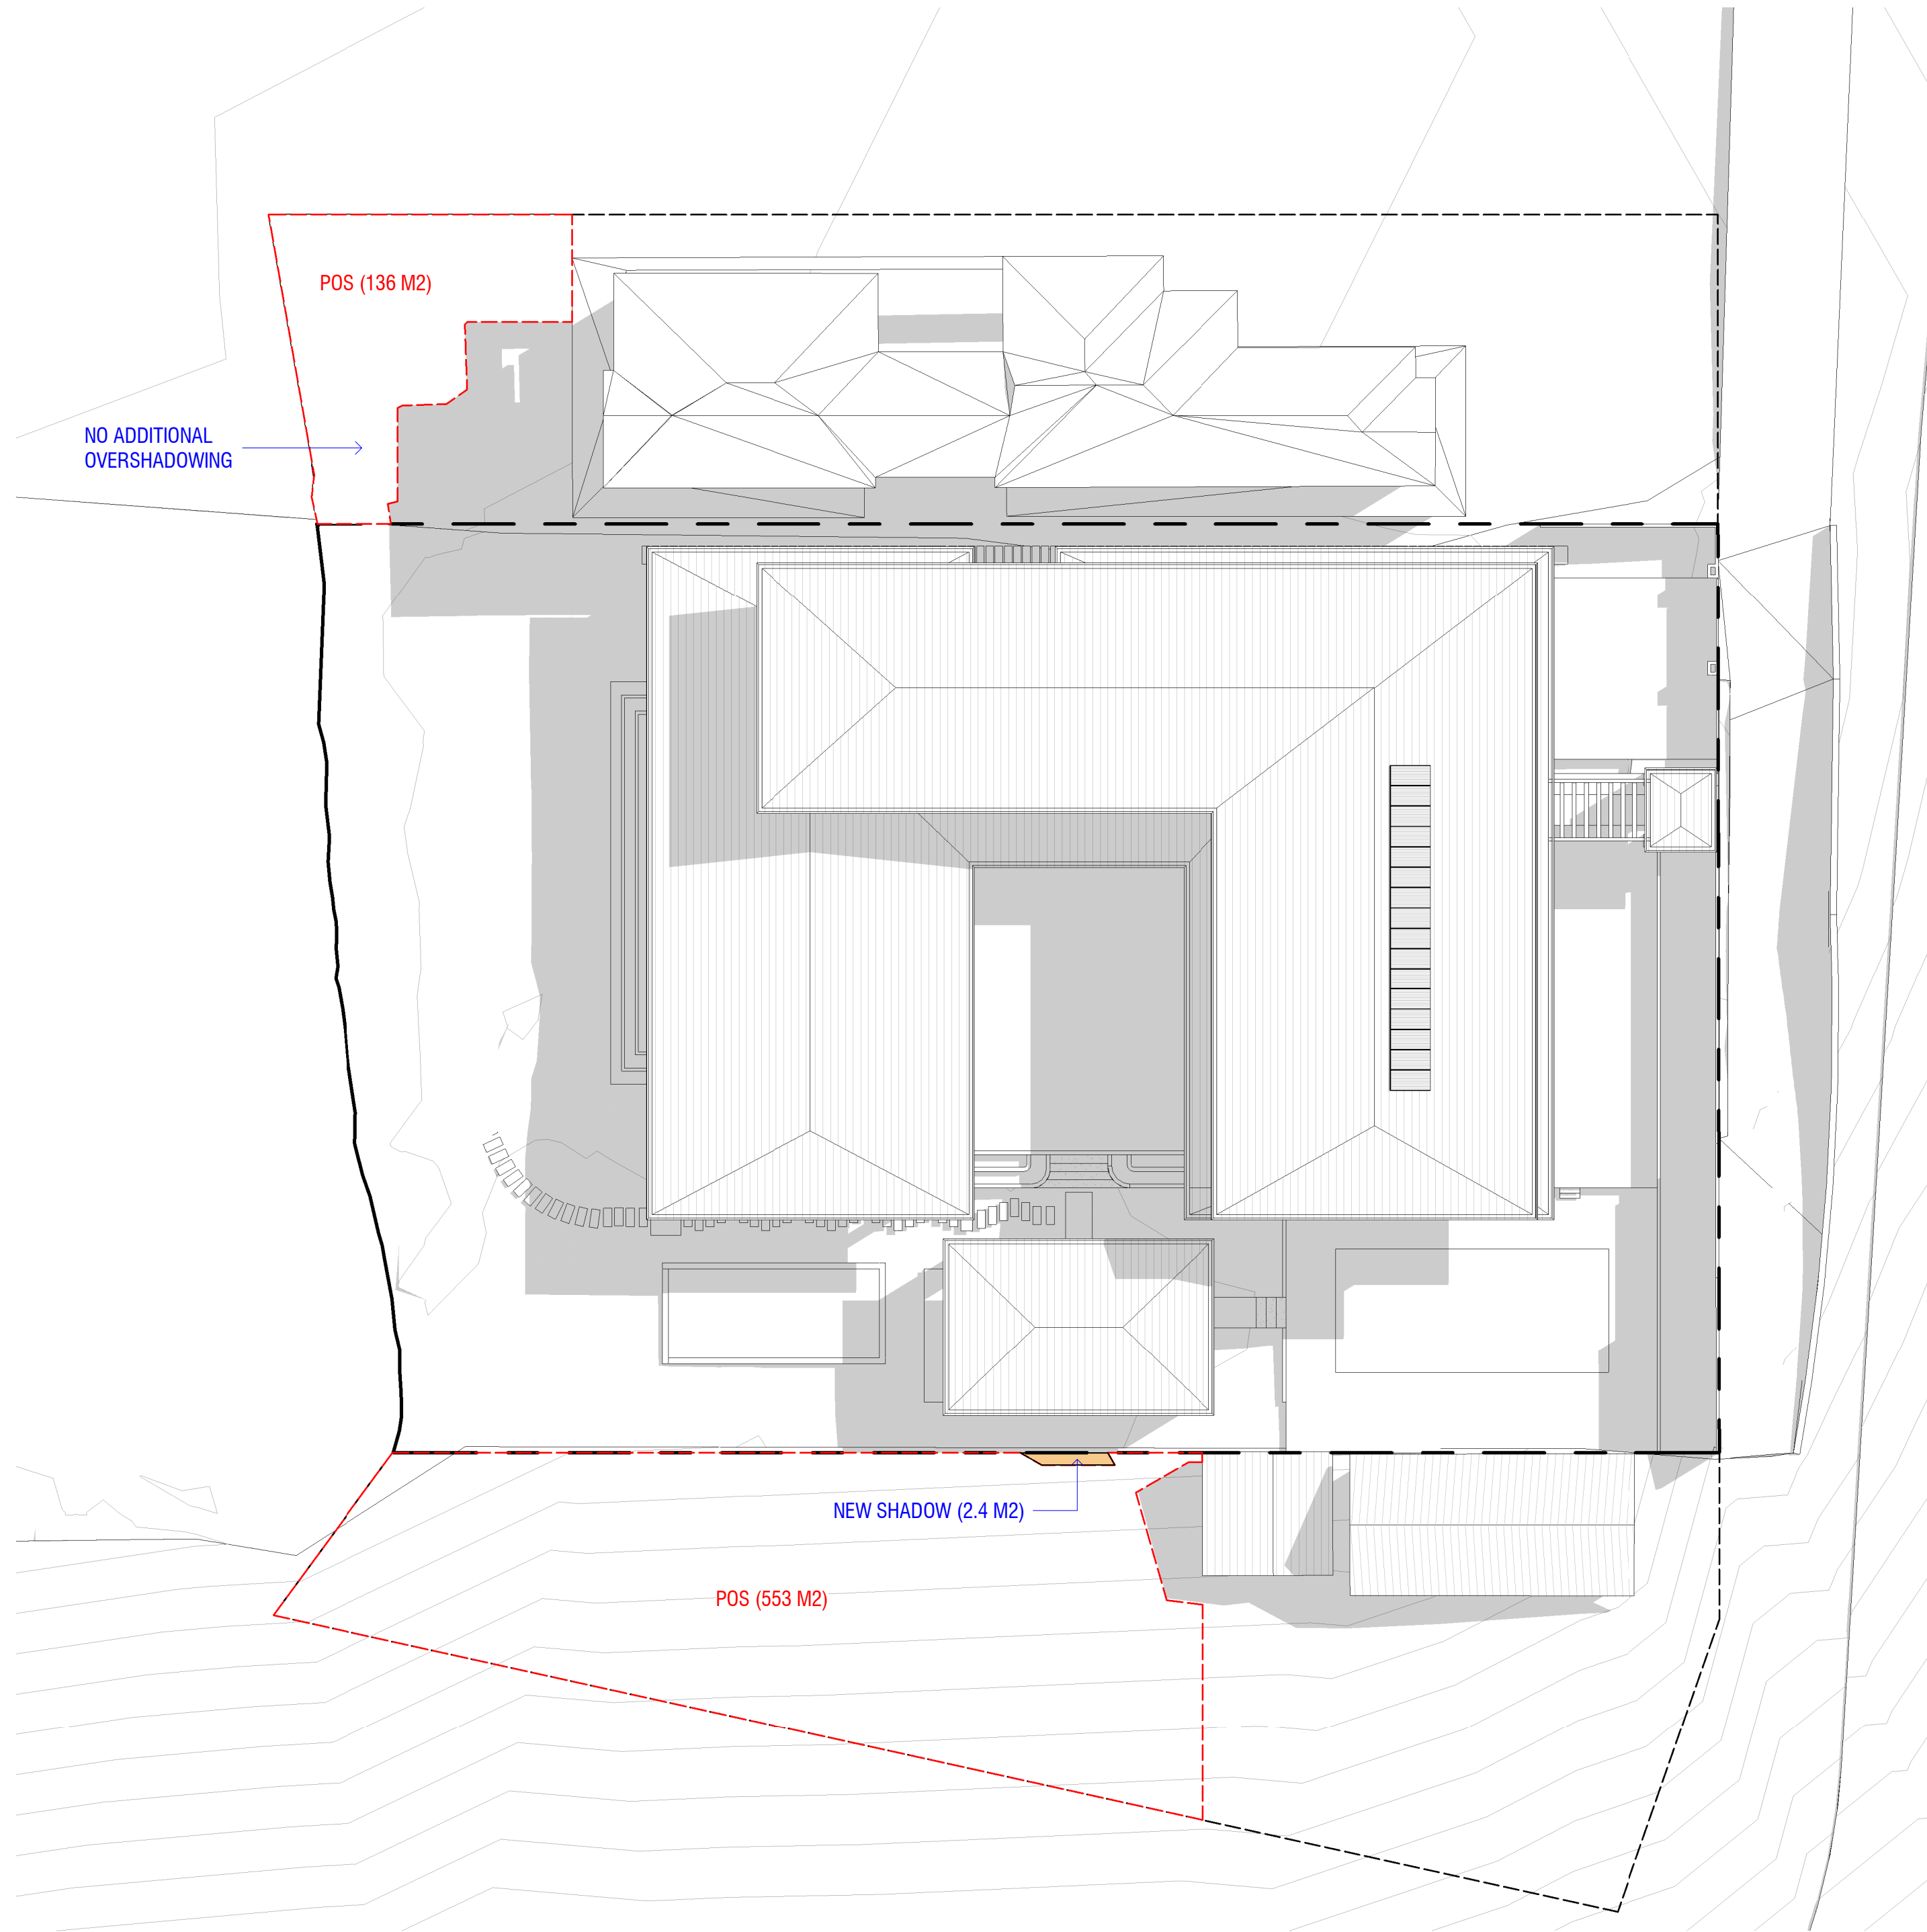 POS (136 M2)
NO ADDITIONAL
OVERSHADOWING
NEW SHADOW (2.4 M2)
POS (553 M2)